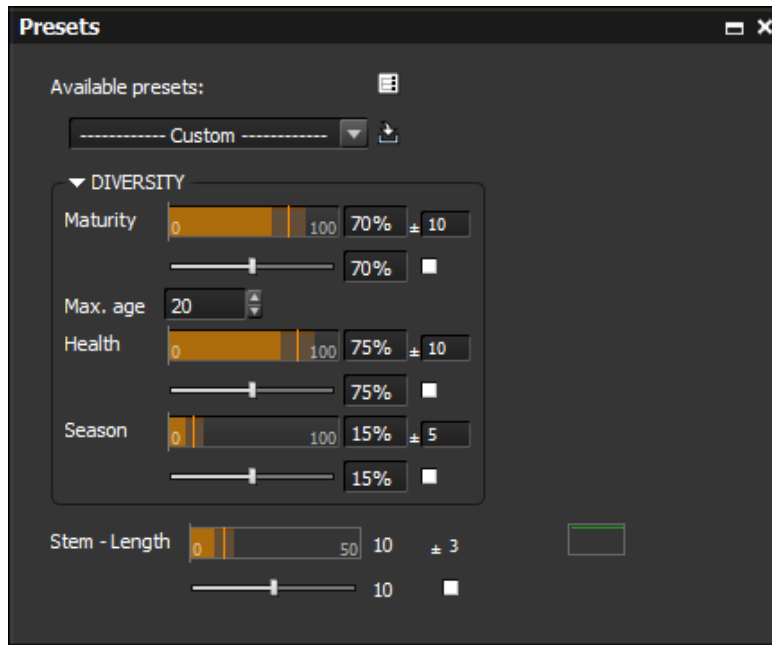 Presets
Available presets:
------------ Custom ------------
DIVERSITY
Maturity 0 100 70% ± 10
70%
Max. age 20
Health 0 100 75% ± 10
75%
Season 0 100 15% ± 5
15%
Stem - Length 0 50 10 ± 3
10